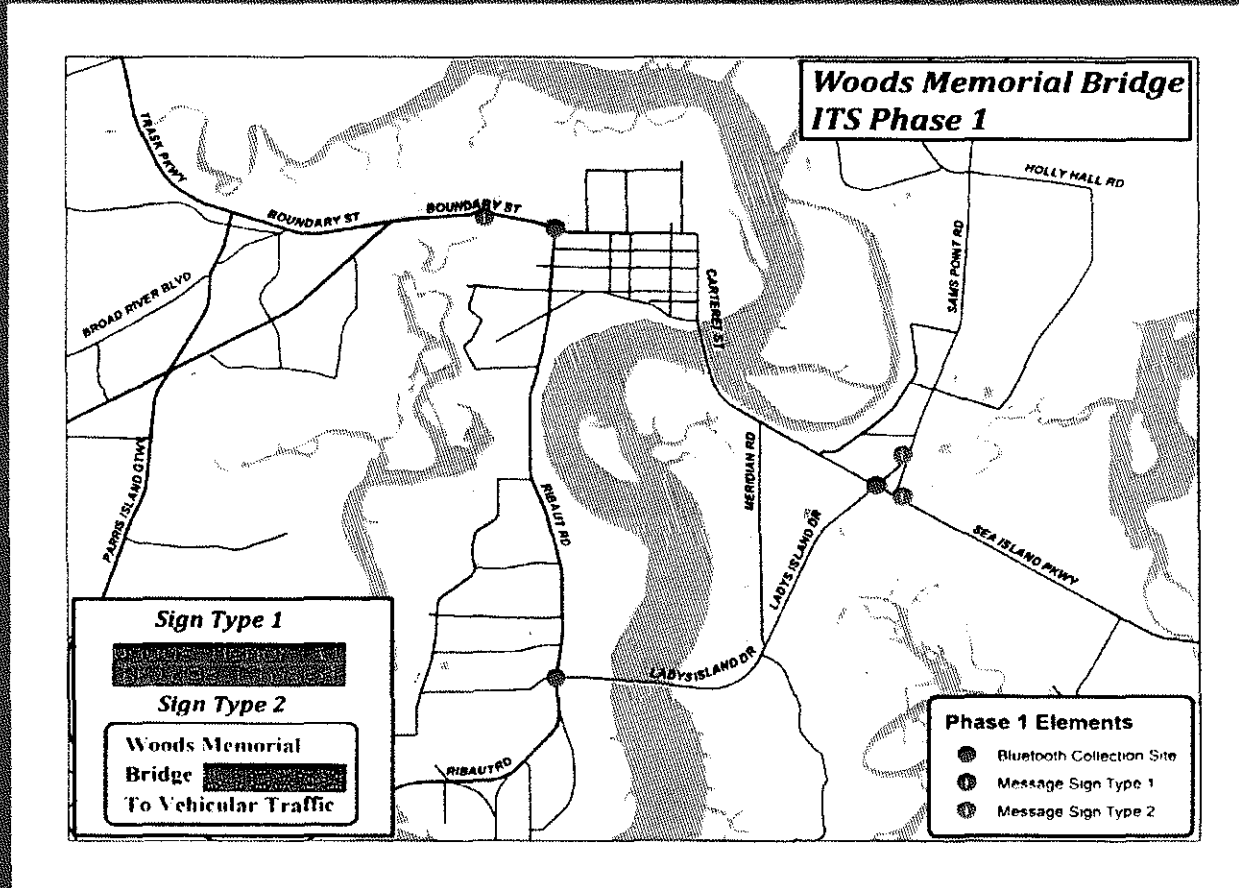 Woods Memorial Bridge
ITS Phase 1
TRASK PKWY
BOUNDARY ST
BOUNDARY ST
HOLLY HALL RD
SAMS POINT RD
BROAD RIVER BLVD
CARTERET ST
PARRIS ISLAND GTWY
RIBAUT RD
MERIDIAN RD
LADYS ISLAND DR
SEA ISLAND PKWY
LADYS ISLAND DR
RIBAUT RD
Sign Type 1
Sign Type 2
Woods Memorial
Bridge
To Vehicular Traffic
Phase 1 Elements
Bluetooth Collection Site
Message Sign Type 1
Message Sign Type 2